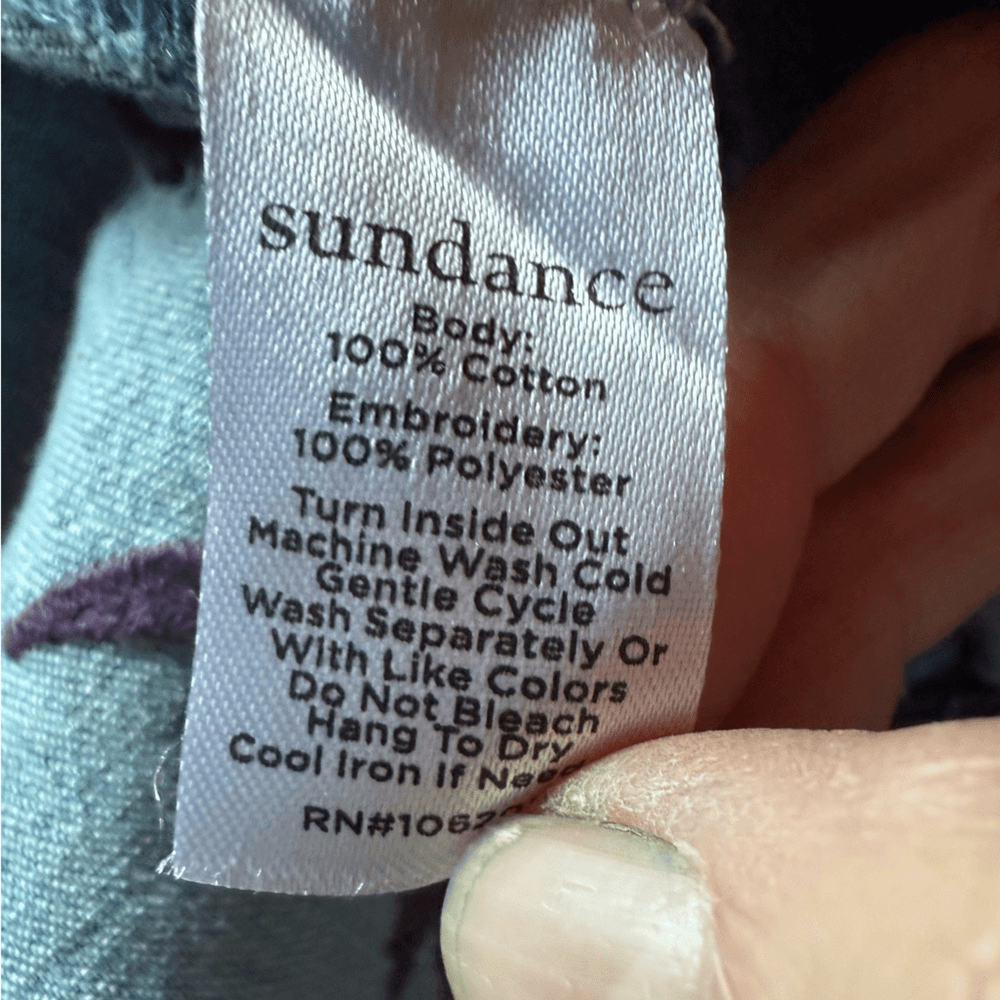 sundance
Body:
100% Cotton
Embroidery:
100% Polyester
Turn Inside Out
Machine Wash Cold
Gentle Cycle
Wash Separately Or
With Like Colors
Do Not Bleach
Hang To Dry
Cool Iron If